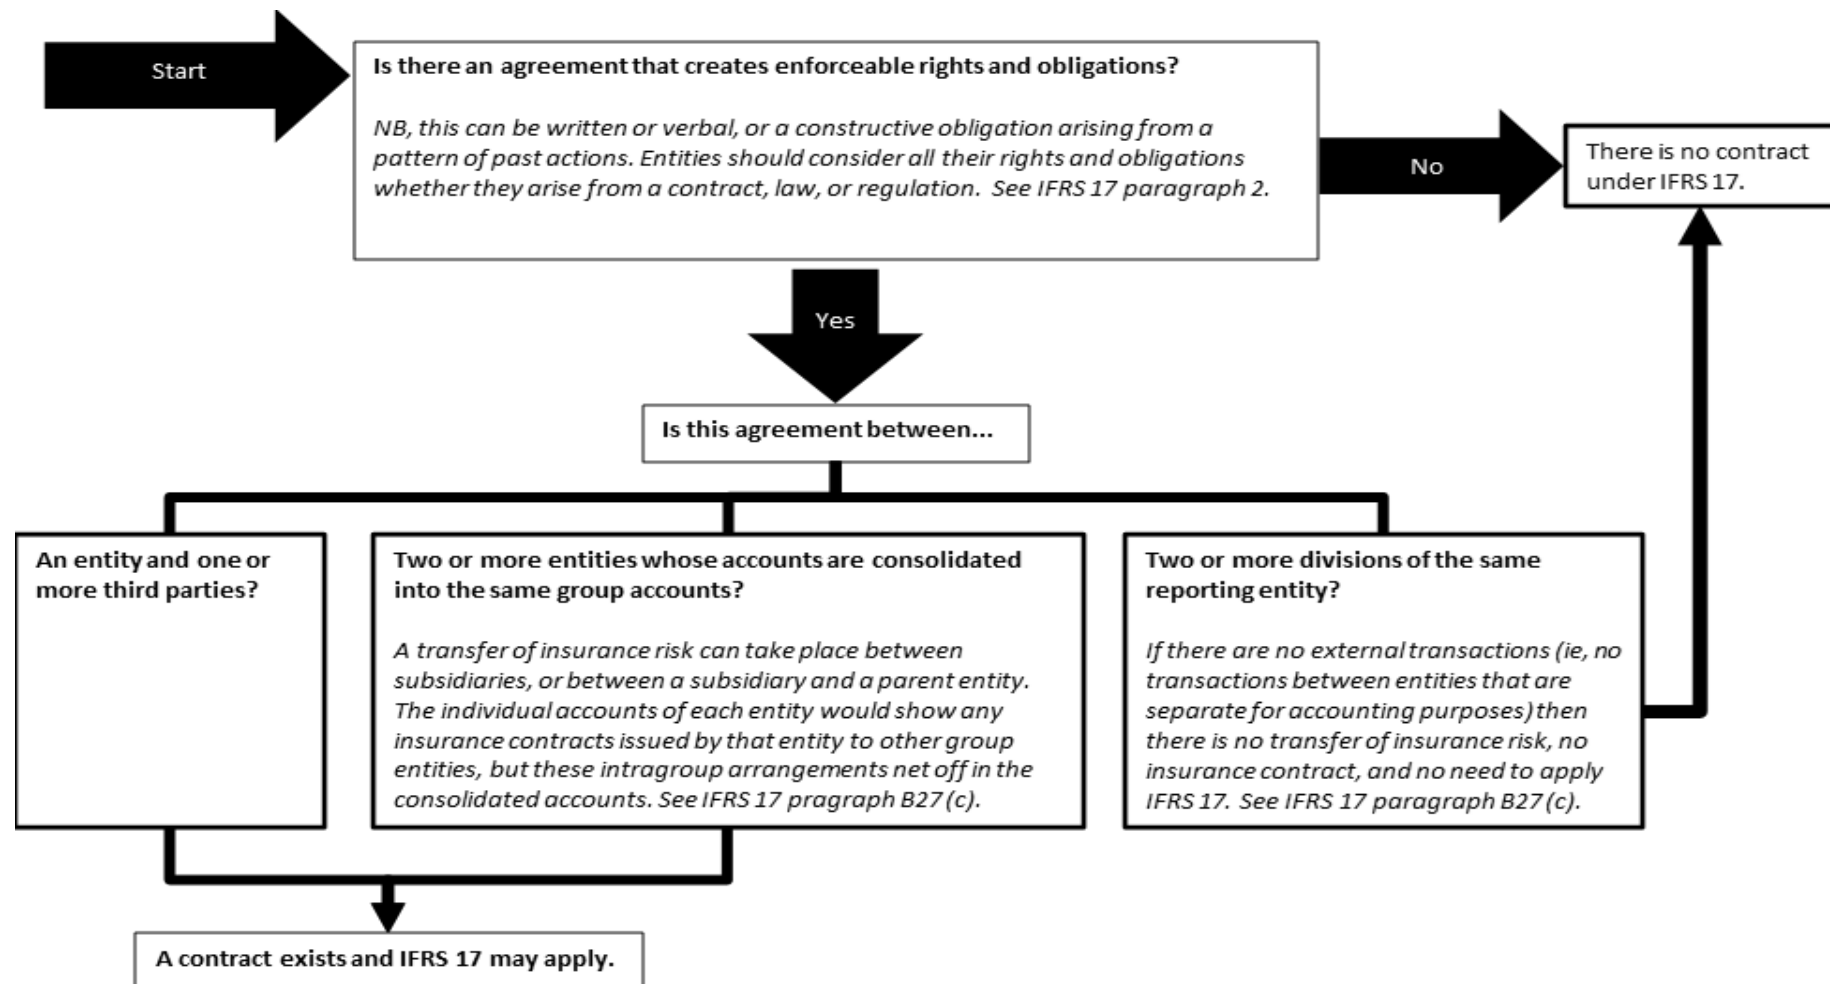 Start
Is there an agreement that creates enforceable rights and obligations?
NB, this can be written or verbal, or a constructive obligation arising from a
pattern of past actions. Entities should consider all their rights and obligations
whether they arise from a contract, law, or regulation. See IFRS 17 paragraph 2.
No
There is no contract
under IFRS 17.
Yes
Is this agreement between...
An entity and one or
more third parties?
Two or more entities whose accounts are consolidated
into the same group accounts?
A transfer of insurance risk can take place between
subsidiaries, or between a subsidiary and a parent entity.
The individual accounts of each entity would show any
insurance contracts issued by that entity to other group
entities, but these intragroup arrangements net off in the
consolidated accounts. See IFRS 17 pragraph B27 (c).
Two or more divisions of the same
reporting entity?
If there are no external transactions (ie, no
transactions between entities that are
separate for accounting purposes) then
there is no transfer of insurance risk, no
insurance contract, and no need to apply
IFRS 17. See IFRS 17 paragraph B27 (c).
A contract exists and IFRS 17 may apply.